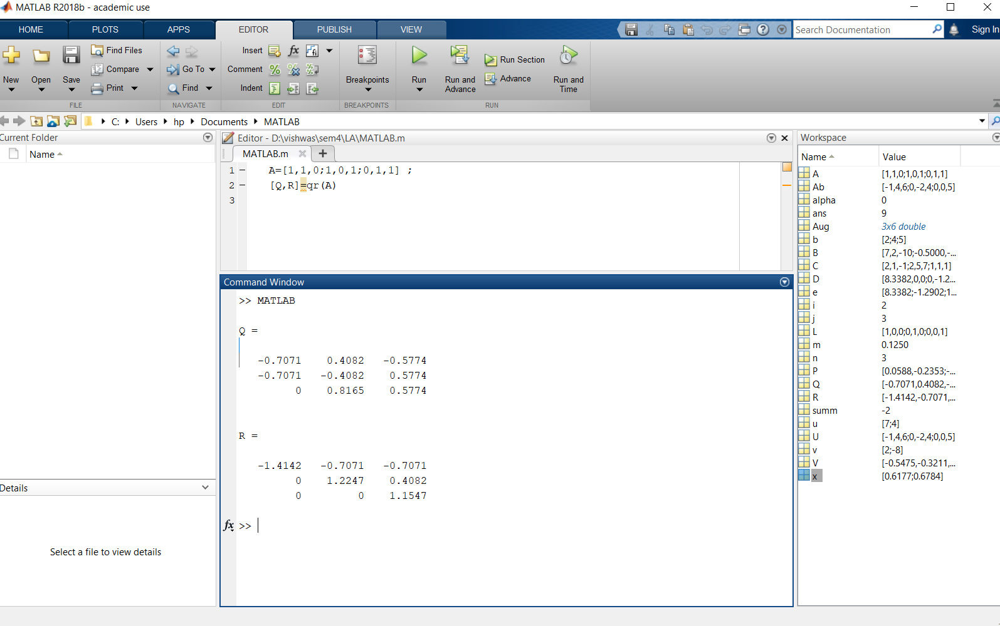 MATLAB R2018b - academic use
HOME PLOTS APPS EDITOR PUBLISH VIEW Search Documentation Sign In
New Open Save Find Files Compare Print
Go To Find
Insert fx fi
Comment
Indent
Breakpoints Run Run and Advance Run Section Advance Run and Time
FILE NAVIGATE EDIT BREAKPOINTS RUN
C: Users hp Documents MATLAB
Current Folder
Name
Details
Select a file to view details
Editor - D:\vishwas\sem4\LA\MATLAB.m
MATLAB.m +
1 A=[1,1,0;1,0,1;0,1,1] ;
2 [Q,R]=qr(A)
3
Command Window
>> MATLAB
Q =
-0.7071 0.4082 -0.5774
-0.7071 -0.4082 0.5774
0 0.8165 0.5774
R =
-1.4142 -0.7071 -0.7071
0 1.2247 0.4082
0 0 1.1547
fx >>
Workspace
Name Value
A [1,1,0;1,0,1;0,1,1]
Ab [-1,4,6;0,-2,4;0,0,5]
alpha 0
ans 9
Aug 3x6 double
b [2;4;5]
B [7,2,-10;-0.5000,-...
C [2,1,-1;2,5,7;1,1,1]
D [8.3382,0,0;0,-1.2...
e [8.3382;-1.2902;1...
i 2
j 3
L [1,0,0;0,1,0;0,0,1]
m 0.1250
n 3
P [0.0588,-0.2353;-...
Q [-0.7071,0.4082,-...
R [-1.4142,-0.7071,...
summ -2
u [7;4]
U [-1,4,6;0,-2,4;0,0,5]
v [2;-8]
V [-0.5475,-0.3211,...
x [0.6177;0.6784]